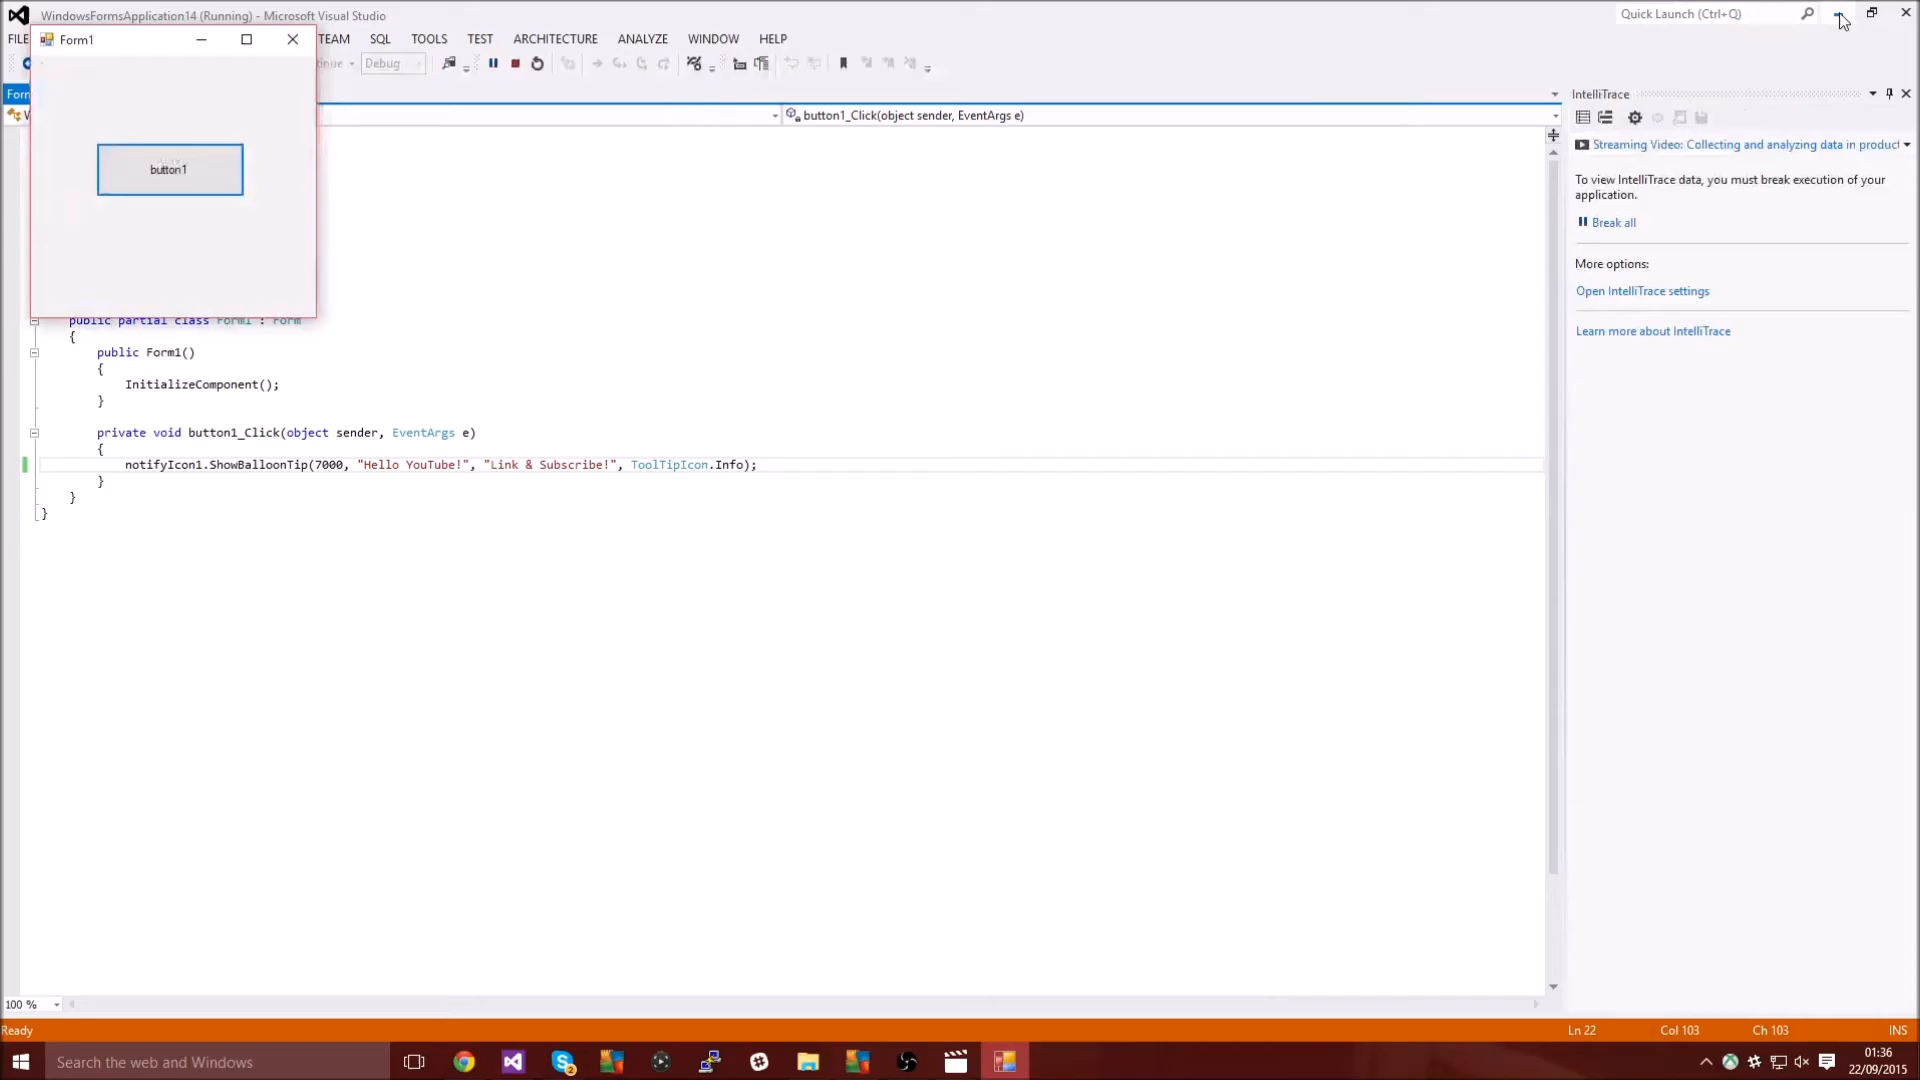 WindowsFormsApplication14 (Running) - Microsoft Visual Studio
Quick Launch (Ctrl+Q)
FILE
TEAM SQL TOOLS TEST ARCHITECTURE ANALYZE WINDOW HELP
Form1
Debug
button1_Click(object sender, EventArgs e)
button1
IntelliTrace
Streaming Video: Collecting and analyzing data in product
To view IntelliTrace data, you must break execution of your
application.
Break all
More options:
Open IntelliTrace settings
Learn more about IntelliTrace
public partial class Form1 : Form
{
public Form1()
{
InitializeComponent();
}
private void button1_Click(object sender, EventArgs e)
{
notifyIcon1.ShowBalloonTip(7000, "Hello YouTube!", "Link & Subscribe!", ToolTipIcon.Info);
}
}
}
100 %
Ready
Ln 22
Col 103
Ch 103
INS
Search the web and Windows
2
01:36
22/09/2015